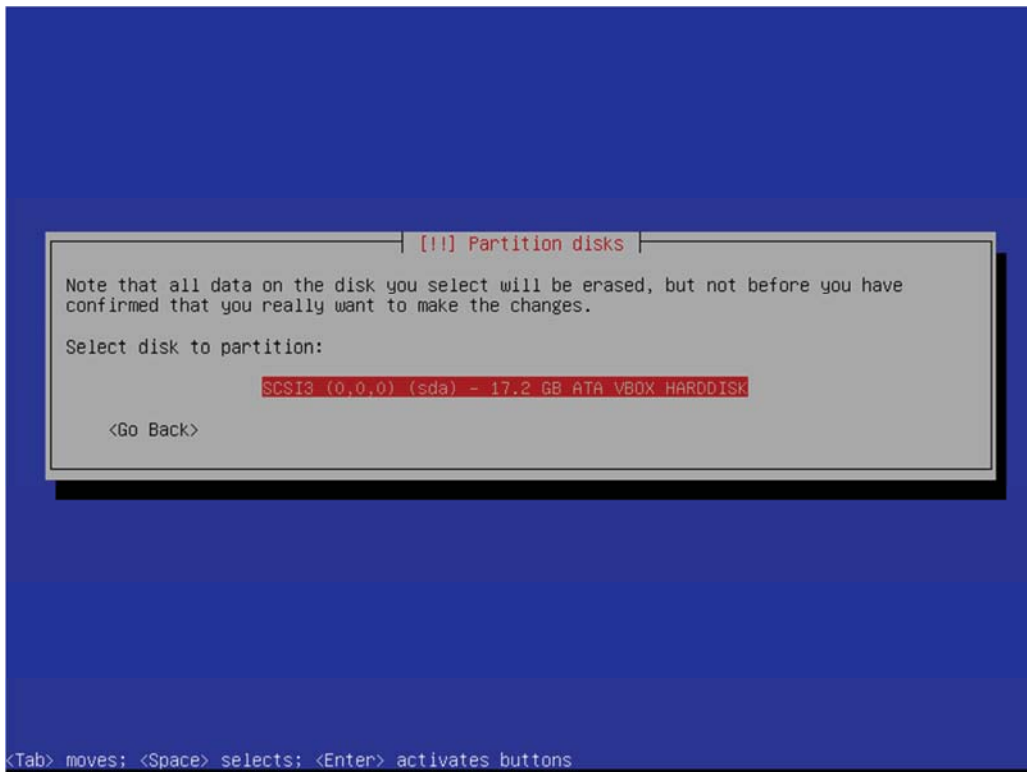 [!!] Partition disks
Note that all data on the disk you select will be erased, but not before you have
confirmed that you really want to make the changes.
Select disk to partition:
SCSI3 (0,0,0) (sda) – 17.2 GB ATA VBOX HARDDISK
<Go Back>
<Tab> moves; <Space> selects; <Enter> activates buttons